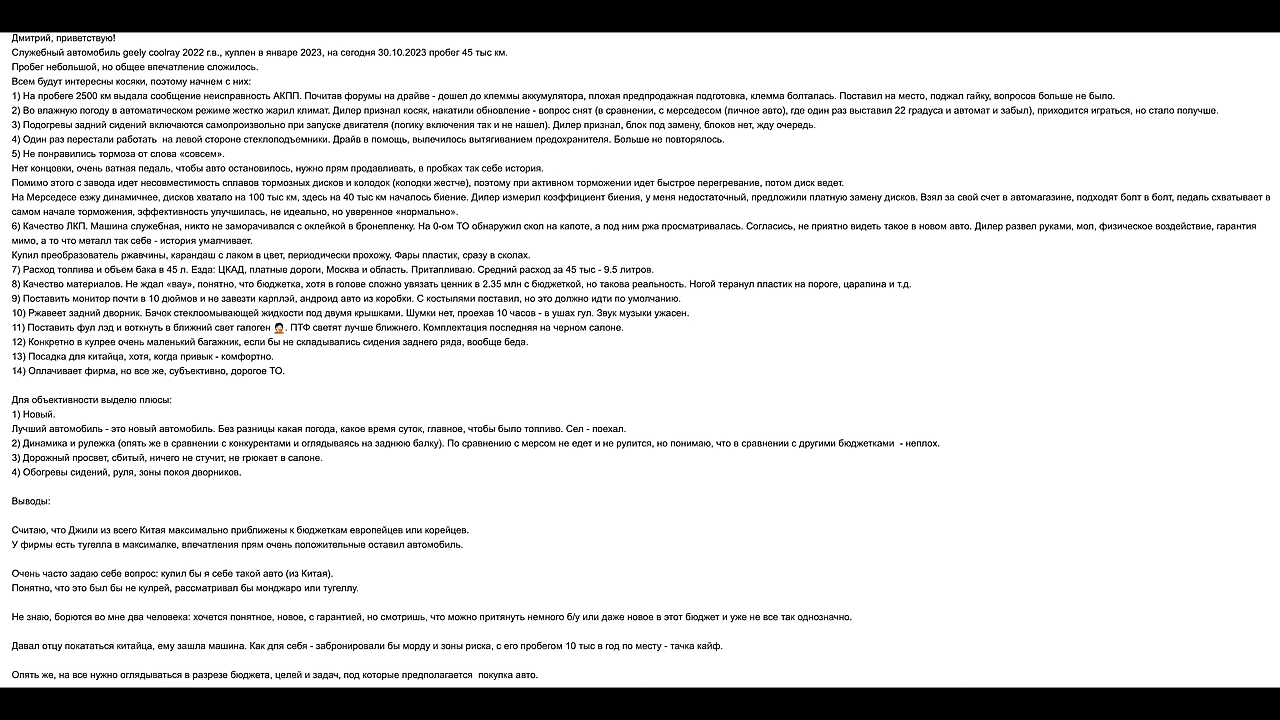 Дмитрий, приветствую!
Служебный автомобиль geely coolray 2022 г.в., куплен в январе 2023, на сегодня 30.10.2023 пробег 45 тыс км.
Пробег небольшой, но общее впечатление сложилось.
Всем будут интересны косяки, поэтому начнем с них:
1) На пробеге 2500 км выдала сообщение неисправность АКПП. Почитав форумы на драйве - дошел до клеммы аккумулятора, плохая предпродажная подготовка, клемма болталась. Поставил на место, поджал гайку, вопросов больше не было.
2) Во влажную погоду в автоматическом режиме жестко жарил климат. Дилер признал косяк, накатили обновление - вопрос снят (в сравнении, с мерседесом (личное авто), где один раз выставил 22 градуса и автомат и забыл), приходится играться, но стало получше.
3) Подогревы задний сидений включаются самопроизвольно при запуске двигателя (логику включения так и не нашел). Дилер признал, блок под замену, блоков нет, жду очередь.
4) Один раз перестали работать  на левой стороне стеклоподъемники. Драйв в помощь, вылечилось вытягиванием предохранителя. Больше не повторялось.
5) Не понравились тормоза от слова «совсем».
Нет концовки, очень ватная педаль, чтобы авто остановилось, нужно прям продавливать, в пробках так себе история.
Помимо этого с завода идет несовместимость сплавов тормозных дисков и колодок (колодки жестче), поэтому при активном торможении идет быстрое перегревание, потом диск ведет.
На Мерседесе езжу динамичнее, дисков хватало на 100 тыс км, здесь на 40 тыс км началось биение. Дилер измерил коэффициент биения, у меня недостаточный, предложили платную замену дисков. Взял за свой счет в автомагазине, подходят болт в болт, педаль схватывает в
самом начале торможения, эффективность улучшилась, не идеально, но уверенное «нормально».
6) Качество ЛКП. Машина служебная, никто не заморачивался с оклейкой в бронепленку. На 0-ом ТО обнаружил скол на капоте, а под ним ржа просматривалась. Согласись, не приятно видеть такое в новом авто. Дилер развел руками, мол, физическое воздействие, гарантия
мимо, а то что металл так себе - история умалчивает.
Купил преобразователь ржавчины, карандаш с лаком в цвет, периодически прохожу. Фары пластик, сразу в сколах.
7) Расход топлива и объем бака в 45 л. Езда: ЦКАД, платные дороги, Москва и область. Притапливаю. Средний расход за 45 тыс - 9.5 литров.
8) Качество материалов. Не ждал «вау», понятно, что бюджетка, хотя в голове сложно увязать ценник в 2.35 млн с бюджеткой, но такова реальность. Ногой теранул пластик на пороге, царапина и т.д.
9) Поставить монитор почти в 10 дюймов и не завезти карплэй, андроид авто из коробки. С костылями поставил, но это должно идти по умолчанию.
10) Ржавеет задний дворник. Бачок стеклоомывающей жидкости под двумя крышками. Шумки нет, проехав 10 часов - в ушах гул. Звук музыки ужасен.
11) Поставить фул лэд и воткнуть в ближний свет галоген 🤦🏻. ПТФ светят лучше ближнего. Комплектация последняя на черном салоне.
12) Конкретно в кулрее очень маленький багажник, если бы не складывались сидения заднего ряда, вообще беда.
13) Посадка для китайца, хотя, когда привык - комфортно.
14) Оплачивает фирма, но все же, субъективно, дорогое ТО.
Для объективности выделю плюсы:
1) Новый.
Лучший автомобиль - это новый автомобиль. Без разницы какая погода, какое время суток, главное, чтобы было топливо. Сел - поехал.
2) Динамика и рулежка (опять же в сравнении с конкурентами и оглядываясь на заднюю балку). По сравнению с мерсом не едет и не рулится, но понимаю, что в сравнении с другими бюджетками  - неплох.
3) Дорожный просвет, сбитый, ничего не стучит, не грюкает в салоне.
4) Обогревы сидений, руля, зоны покоя дворников.
Выводы:
Считаю, что Джили из всего Китая максимально приближены к бюджеткам европейцев или корейцев.
У фирмы есть тугелла в максималке, впечатления прям очень положительные оставил автомобиль.
Очень часто задаю себе вопрос: купил бы я себе такой авто (из Китая).
Понятно, что это был бы не кулрей, рассматривал бы монджаро или тугеллу.
Не знаю, борются во мне два человека: хочется понятное, новое, с гарантией, но смотришь, что можно притянуть немного б/у или даже новое в этот бюджет и уже не все так однозначно.
Давал отцу покататься китайца, ему зашла машина. Как для себя - забронировали бы морду и зоны риска, с его пробегом 10 тыс в год по месту - тачка кайф.
Опять же, на все нужно оглядываться в разрезе бюджета, целей и задач, под которые предполагается  покупка авто.